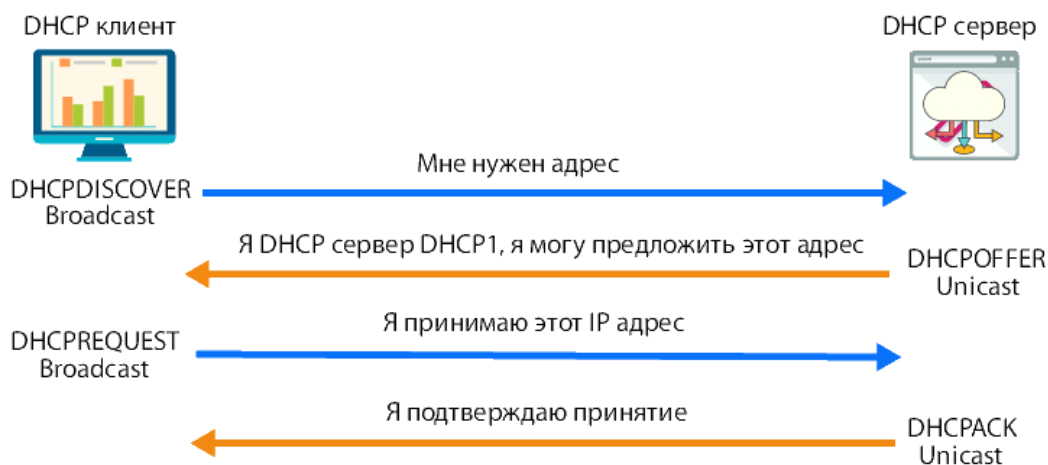 DHCP клиент
DHCP сервер
Мне нужен адрес
DHCPDISCOVER
Broadcast
Я DHCP сервер DHCP1, я могу предложить этот адрес
DHCPOFFER
Unicast
Я принимаю этот IP адрес
DHCPREQUEST
Broadcast
Я подтверждаю принятие
DHCPACK
Unicast